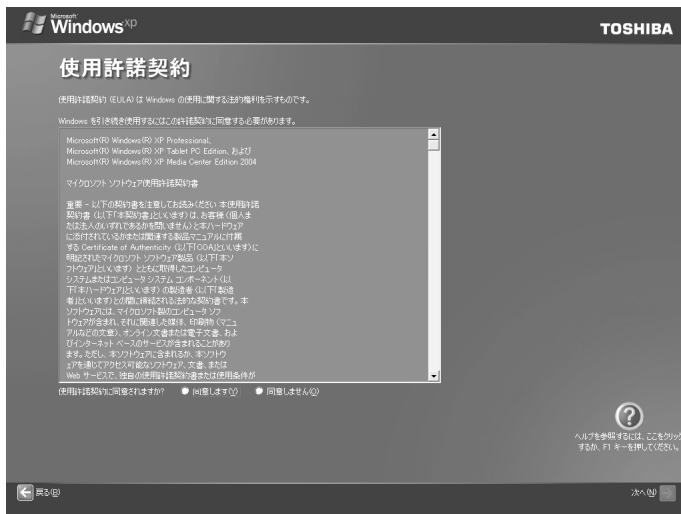 Microsoft
Windows xp
TOSHIBA
使用許諾契約
使用許諾契約 (EULA) は Windows の使用に関する法的権利を示すものです。
Windows を引き続き使用するにはこの許諾契約に同意する必要があります。
Microsoft(R) Windows(R) XP Professional,
Microsoft(R) Windows(R) XP Tablet PC Edition, および
Microsoft(R) Windows(R) XP Media Center Edition 2004
マイクロソフト ソフトウェア使用許諾契約書
重要 - 以下の契約書を注意してお読みください 本使用許諾
契約書 (以下「本契約書」といいます) は、お客様 (個人ま
たは法人のいずれであるかを問いません) と本ハードウェア
に添付されているかまたは関連する製品マニュアルに付属
する Certificate of Authenticity (以下「COA」といいます) に
明記されたマイクロソフト ソフトウェア製品 (以下「本ソ
フトウェア」といいます) とともに取得したコンピュータ
システムまたはコンピュータ システム コンポーネント (以
下「本ハードウェア」といいます) の製造者 (以下「製造
者」といいます) との間に締結される法的な契約書です。本
ソフトウェアには、マイクロソフト製のコンピュータ ソフ
トウェアが含まれ、それに関連した媒体、印刷物 (マニュ
アルなどの文書)、オンライン文書または電子文書、およ
びインターネット ベースのサービスが含まれることがあり
ます。ただし、本ソフトウェアに含まれるか、本ソフトウ
ェアを通じてアクセス可能なソフトウェア、文書、または
Web サービスで、独自の使用許諾契約書または使用条件が
使用許諾契約に同意されますか? 同意します(Y) 同意しません(O)
?
ヘルプを参照するには、ここをクリック
するか、F1 キーを押してください。
戻る(B)
次へ(N)